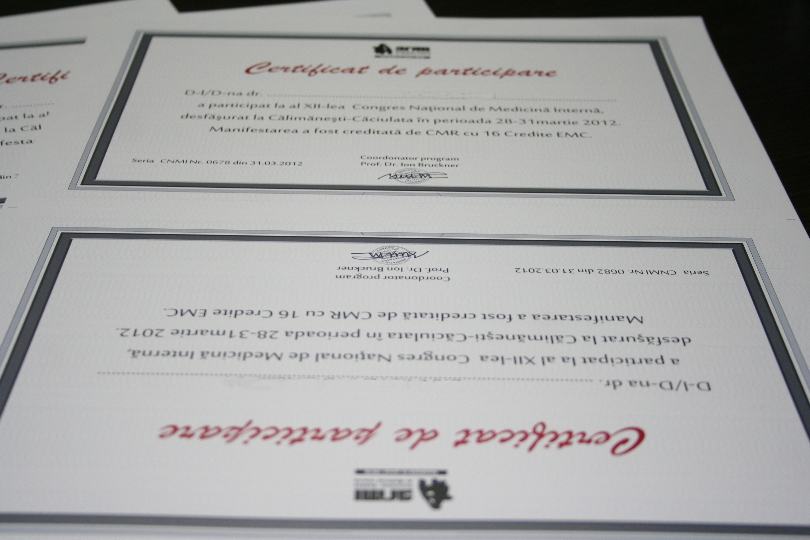 Certificat de participare
D-l/D-na dr. ........................................
a participat la al XII-lea Congres Național de Medicină Internă,
desfășurat la Călimănești-Căciulata în perioada 28-31martie 2012.
Manifestarea a fost creditată de CMR cu 16 Credite EMC.
Seria CNMI Nr. 0678 din 31.03.2012
Coordonator program
Prof. Dr. Ion Bruckner
Certifi
la Căl
Certificat de participare
D-l/D-na dr. ........................................
a participat la al XII-lea Congres Național de Medicină Internă,
desfășurat la Călimănești-Căciulata în perioada 28-31martie 2012.
Manifestarea a fost creditată de CMR cu 16 Credite EMC.
Seria CNMI Nr. 0682 din 31.03.2012
Coordonator program
Prof. Dr. Ion Bruckner